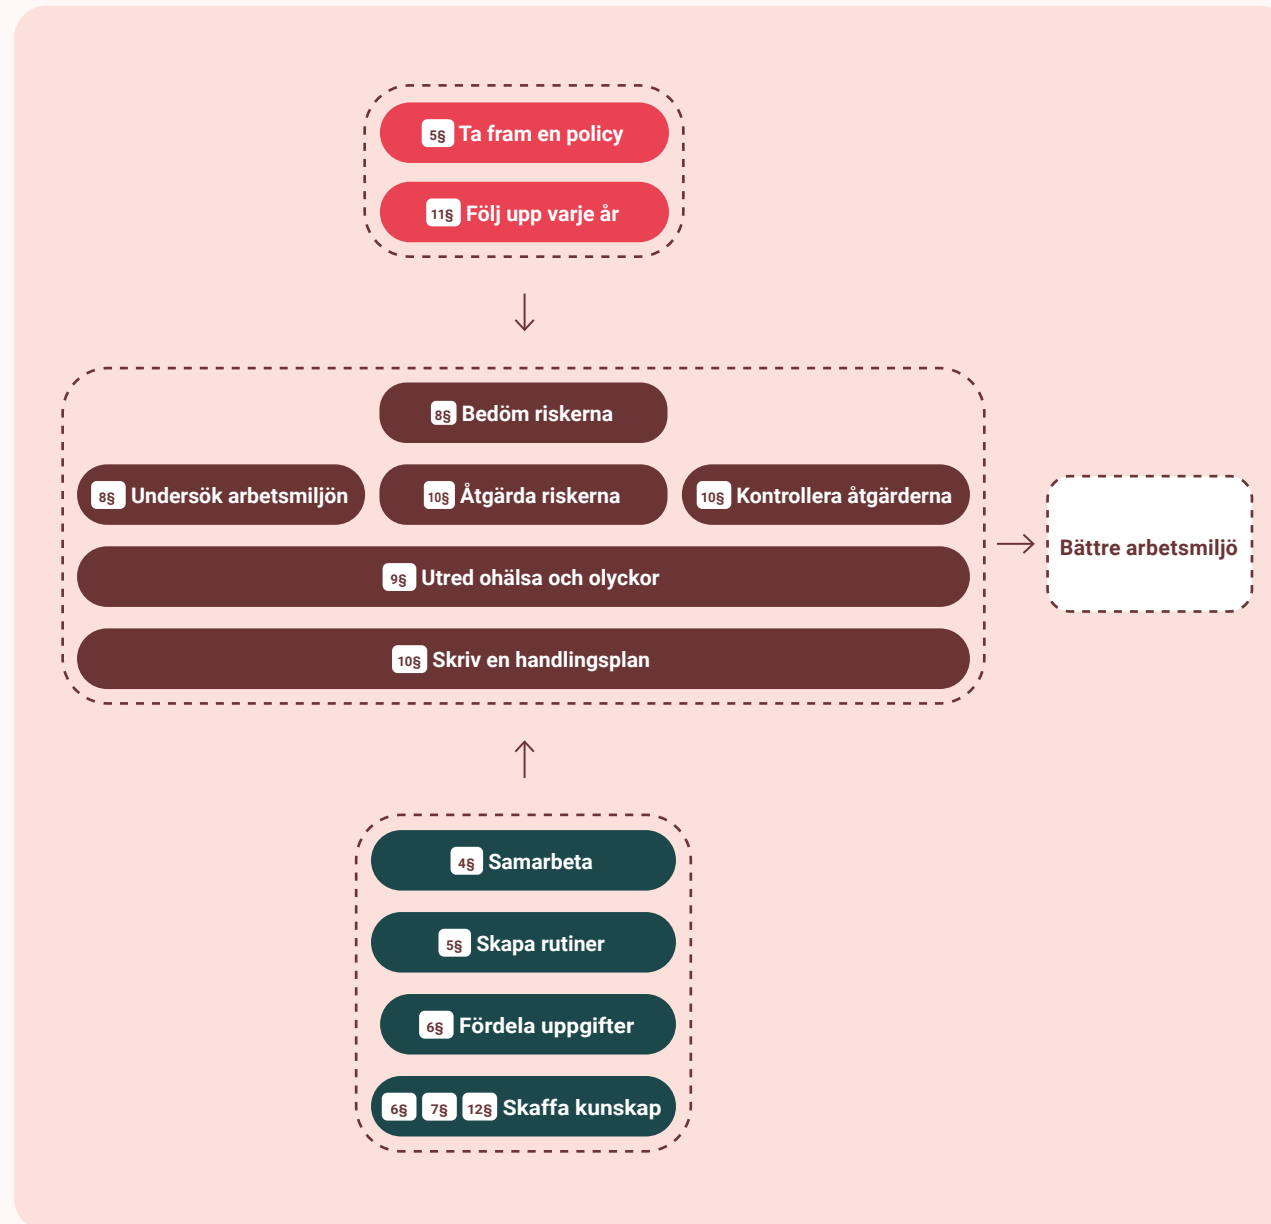 5§ Ta fram en policy
11§ Följ upp varje år
8§ Bedöm riskerna
8§ Undersök arbetsmiljön
10§ Åtgärda riskerna
10§ Kontrollera åtgärderna
9§ Utred ohälsa och olyckor
10§ Skriv en handlingsplan
Bättre arbetsmiljö
4§ Samarbeta
5§ Skapa rutiner
6§ Fördela uppgifter
6§ 7§ 12§ Skaffa kunskap